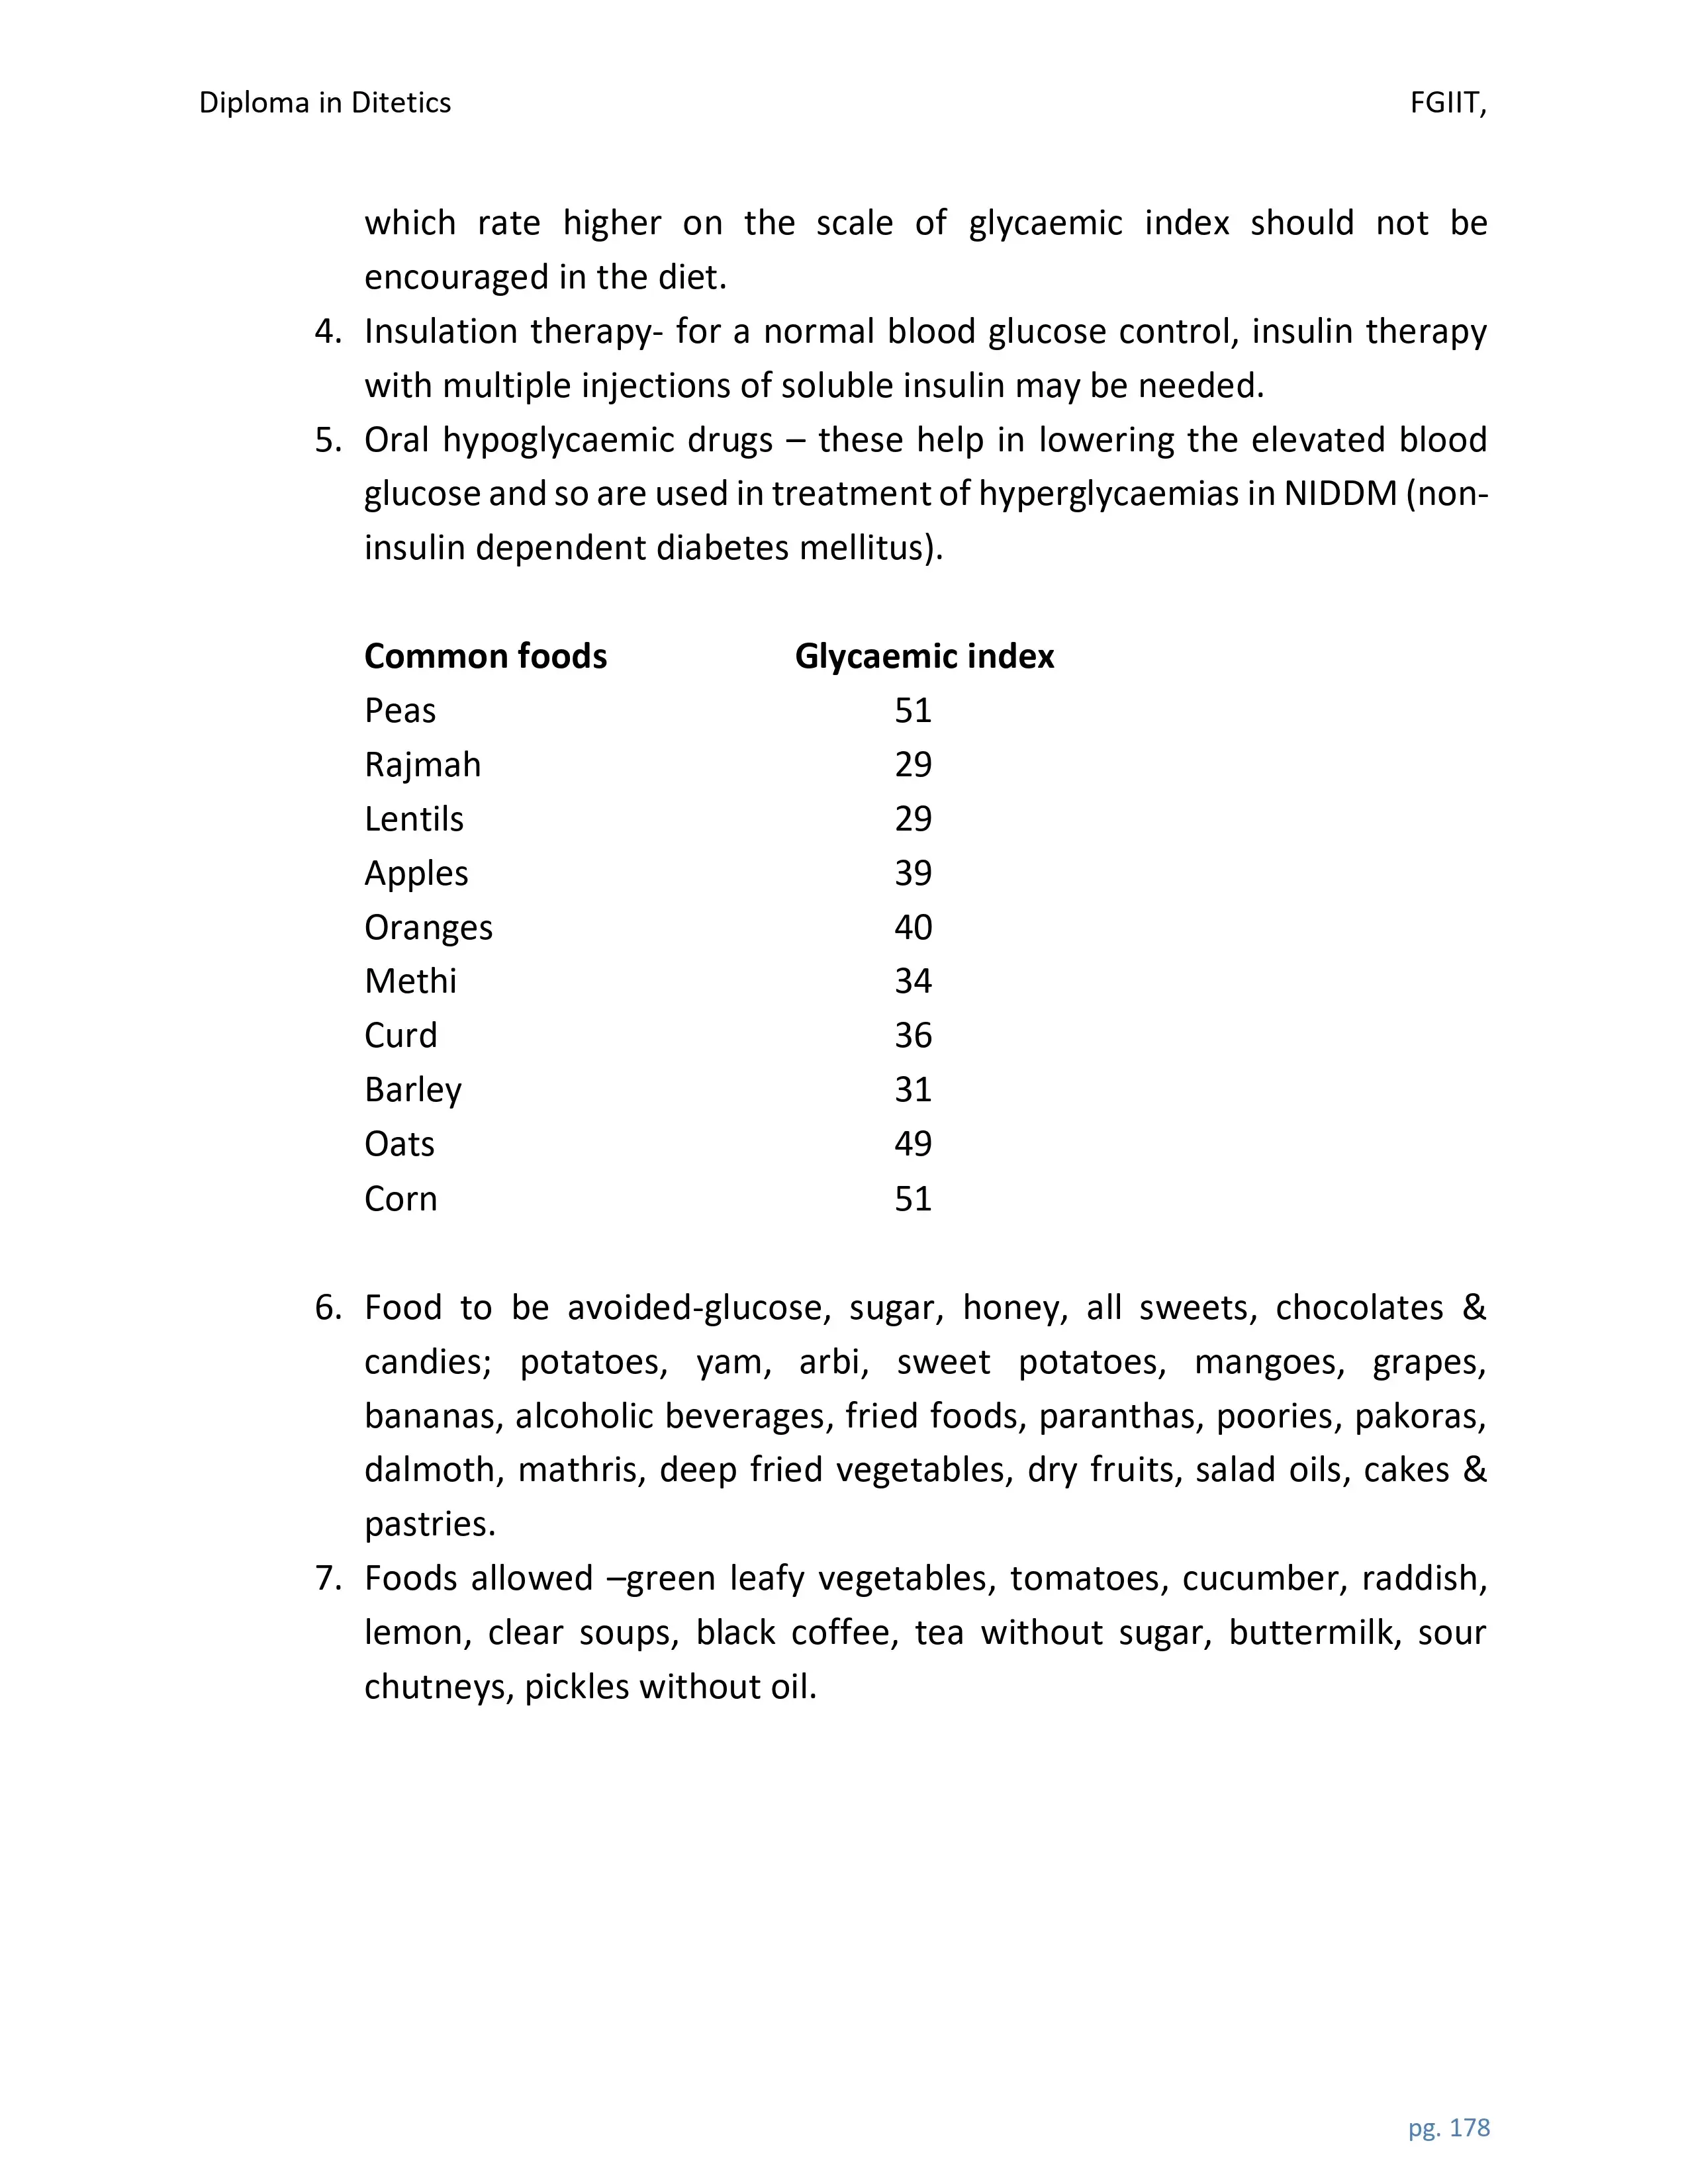 Diploma in Ditetics FGIIT,
which rate higher on the scale of glycaemic index should not be
encouraged in the diet.
4. Insulation therapy- for a normal blood glucose control, insulin therapy
with multiple injections of soluble insulin may be needed.
5. Oral hypoglycaemic drugs – these help in lowering the elevated blood
glucose and so are used in treatment of hyperglycaemias in NIDDM (non-
insulin dependent diabetes mellitus).
Common foods Glycaemic index
Peas 51
Rajmah 29
Lentils 29
Apples 39
Oranges 40
Methi 34
Curd 36
Barley 31
Oats 49
Corn 51
6. Food to be avoided-glucose, sugar, honey, all sweets, chocolates &
candies; potatoes, yam, arbi, sweet potatoes, mangoes, grapes,
bananas, alcoholic beverages, fried foods, paranthas, poories, pakoras,
dalmoth, mathris, deep fried vegetables, dry fruits, salad oils, cakes &
pastries.
7. Foods allowed –green leafy vegetables, tomatoes, cucumber, raddish,
lemon, clear soups, black coffee, tea without sugar, buttermilk, sour
chutneys, pickles without oil.
pg. 178